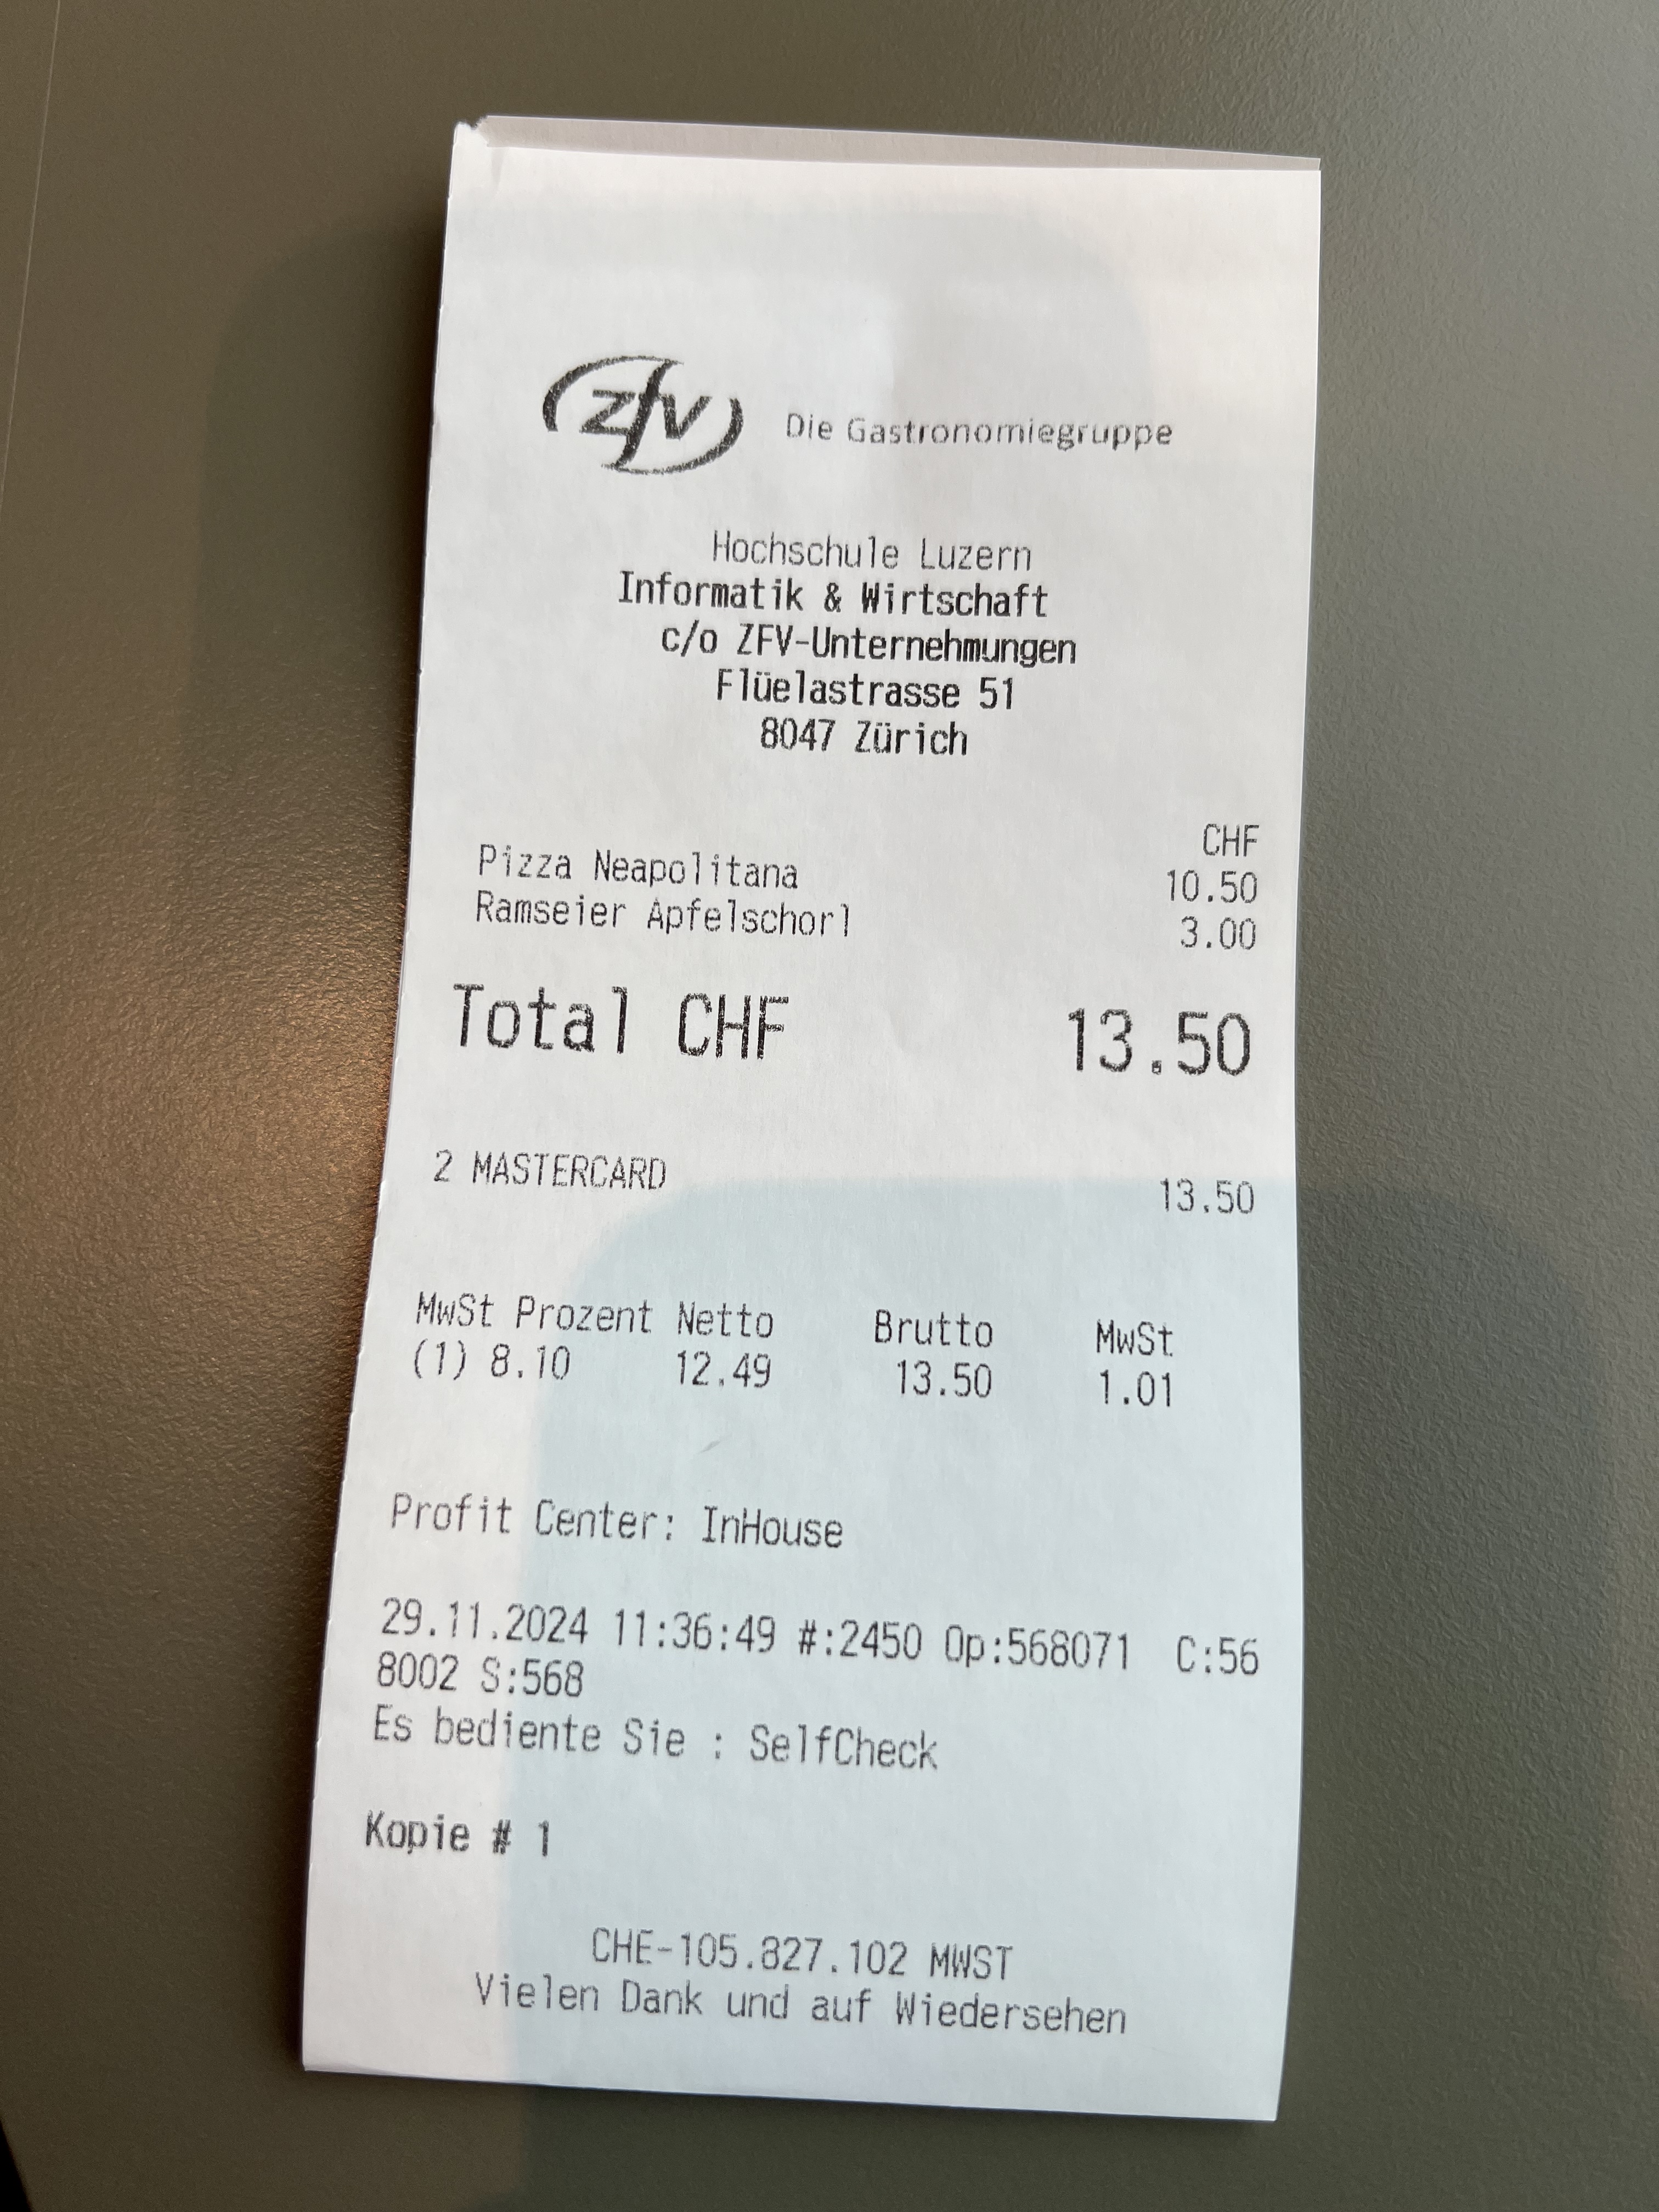 zfv Die Gastronomiegruppe
Hochschule Luzern
Informatik & Wirtschaft
c/o ZFV-Unternehmungen
Flüelastrasse 51
8047 Zürich
CHF
Pizza Neapolitana 10.50
Ramseier Apfelschorl 3.00
Total CHF 13.50
2 MASTERCARD 13.50
MwSt Prozent Netto Brutto MwSt
(1) 8.10 12.49 13.50 1.01
Profit Center: InHouse
29.11.2024 11:36:49 #:2450 Op:568071 C:56
8002 S:568
Es bediente Sie : SelfCheck
Kopie # 1
CHE-105.827.102 MWST
Vielen Dank und auf Wiedersehen